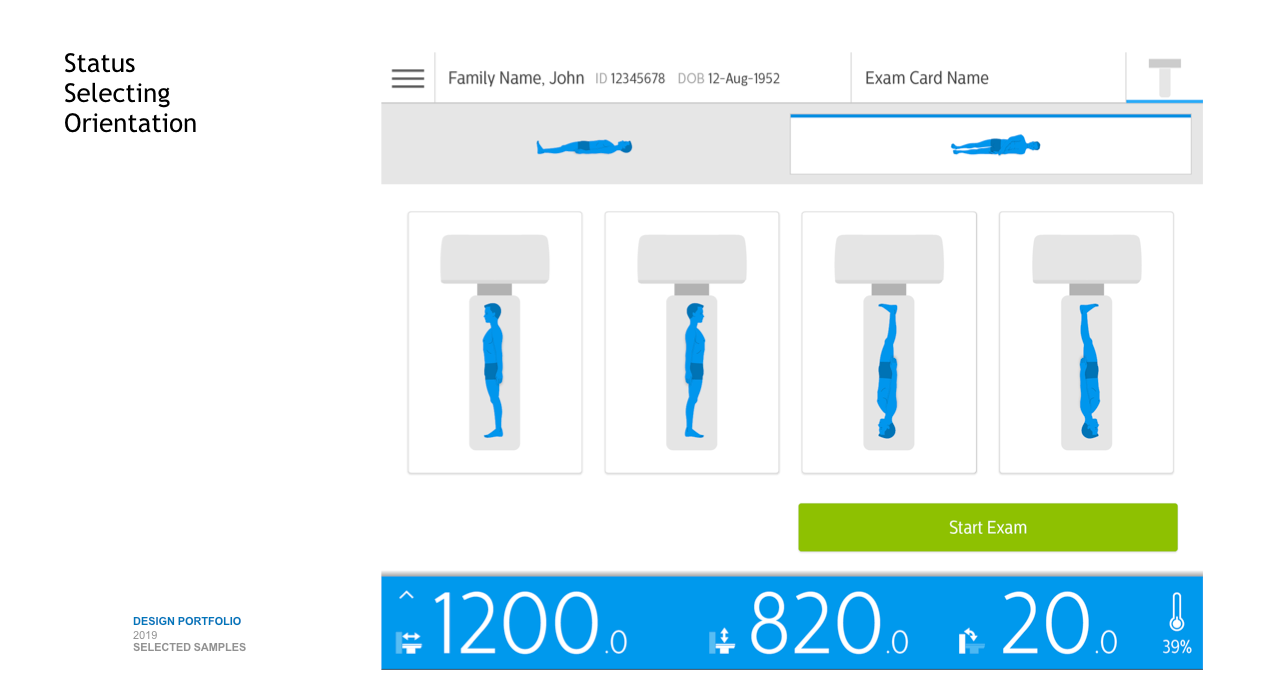 Status
Selecting
Orientation
Family Name, John ID 12345678 DOB 12-Aug-1952
Exam Card Name
Start Exam
1200.0
820.0
20.0
39%
DESIGN PORTFOLIO
2019
SELECTED SAMPLES